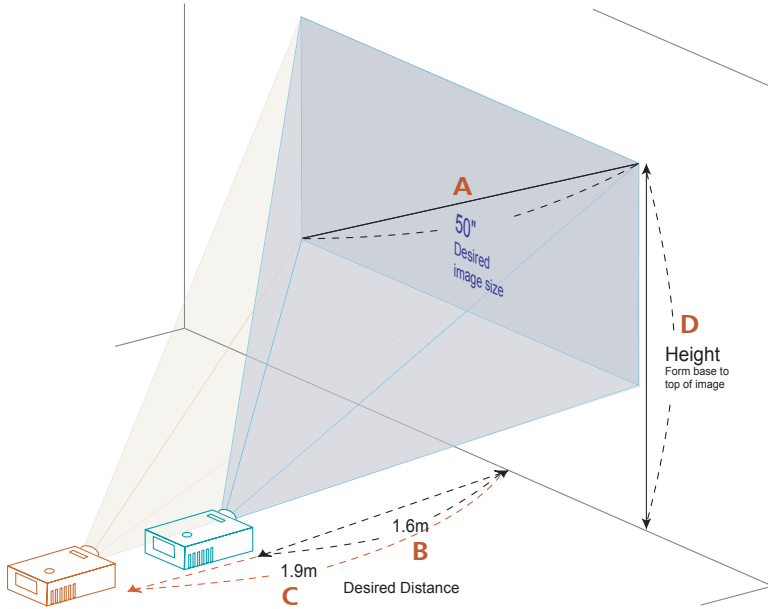 A
50"
Desired
image size
D
Height
Form base to
top of image
1.6m
B
1.9m
C
Desired Distance